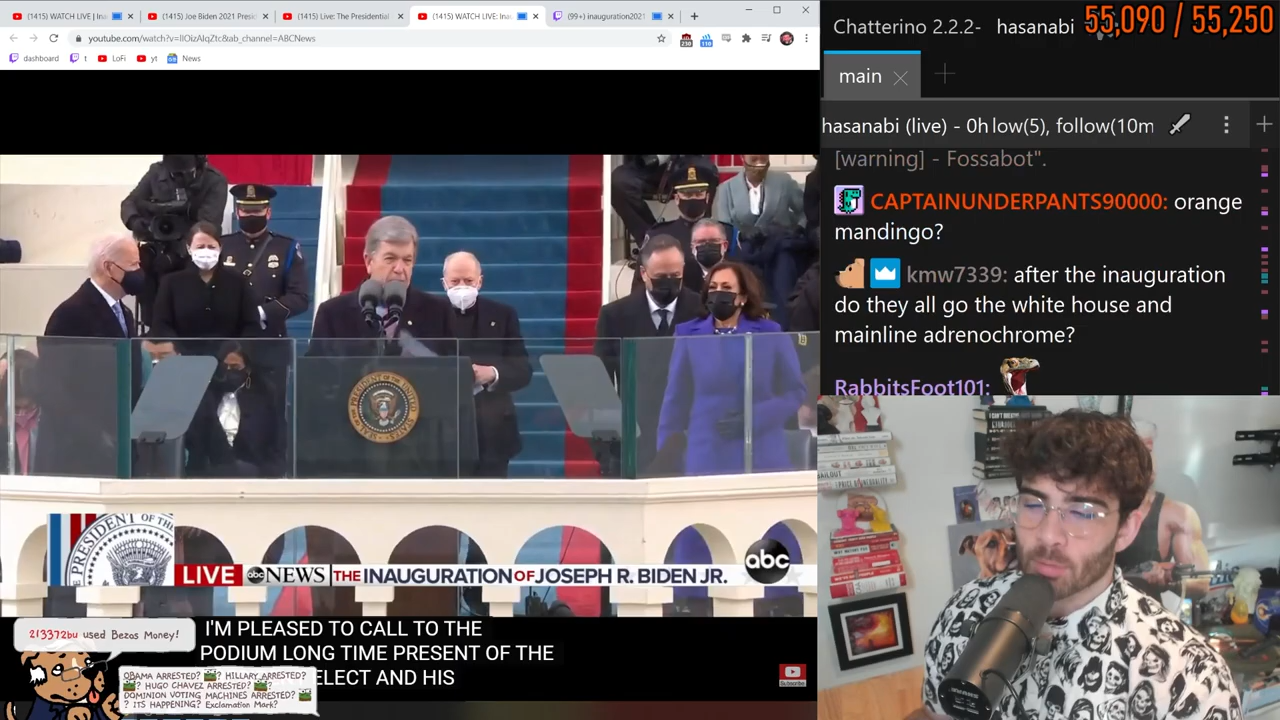 (1415) WATCH LIVE |
(1415) Joe Biden 2021 Presi
(1415) Live: The Presidential
(1415) WATCH LIVE: Ina
(99+) inauguration2021
youtube.com/watch?v=lIOizAIqZtc&ab_channel=ABCNews
dashboard
t
LoFi
yt
News
Chatterino 2.2.2- hasanabi
55,090 / 55,250
main
hasanabi (live) - 0h low(5), follow(10m
[warning] - Fossabot".
CAPTAINUNDERPANTS90000: orange
mandingo?
kmw7339: after the inauguration
do they all go the white house and
mainline adrenochrome?
RabbitsFoot101:
LIVE abc NEWS THE INAUGURATION OF JOSEPH R. BIDEN JR.
abc
I'M PLEASED TO CALL TO THE
PODIUM LONG TIME PRESENT OF THE
ELECT AND HIS
213372bu used Bezos Money!
OBAMA ARRESTED? ? HILLARY ARRESTED?
? HUGO CHAVEZ ARRESTED? ?
DOMINION VOTING MACHINES ARRESTED?
? ITS HAPPENING? Exclamation Mark?
Subscribe